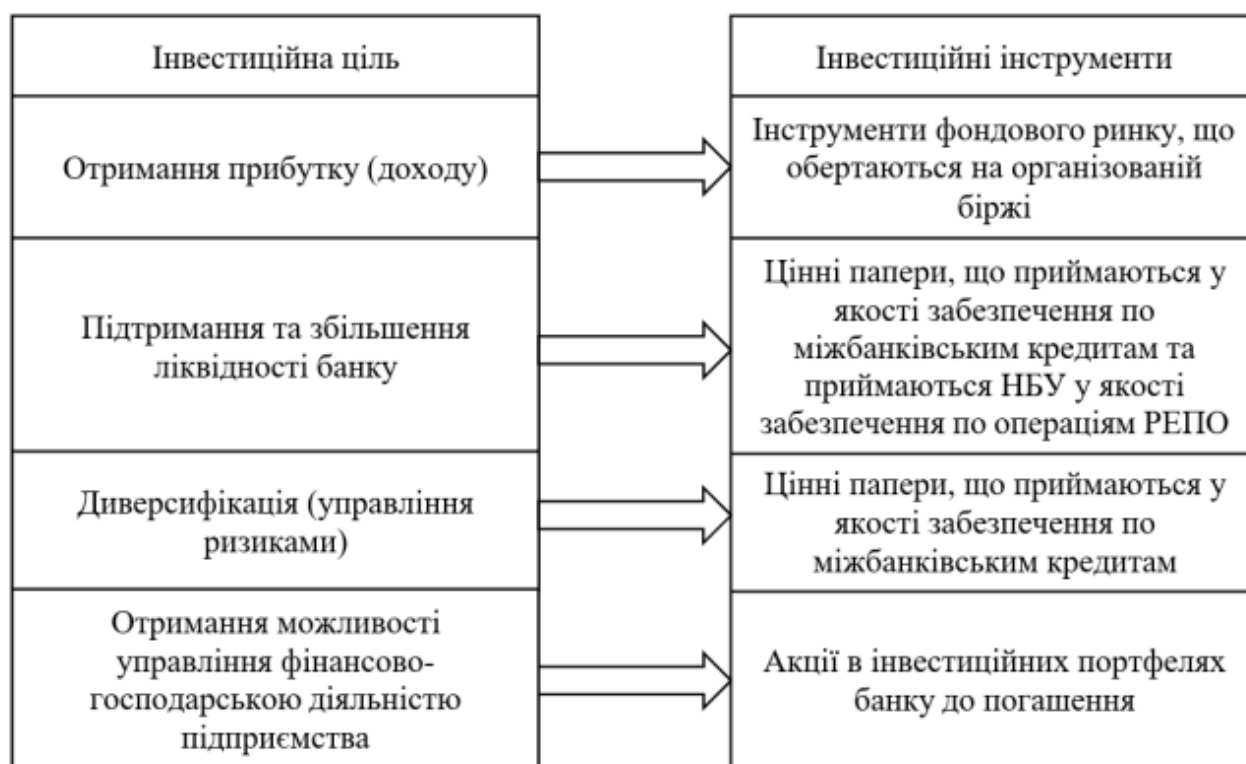 Інвестиційна ціль
Інвестиційні інструменти
Отримання прибутку (доходу)
Інструменти фондового ринку, що
обертаються на організованій
біржі
Підтримання та збільшення
ліквідності банку
Цінні папери, що приймаються у
якості забезпечення по
міжбанківським кредитам та
приймаються НБУ у якості
забезпечення по операціям РЕПО
Диверсифікація (управління
ризиками)
Цінні папери, що приймаються у
якості забезпечення по
міжбанківським кредитам
Отримання можливості
управління фінансово-
господарською діяльністю
підприємства
Акції в інвестиційних портфелях
банку до погашення